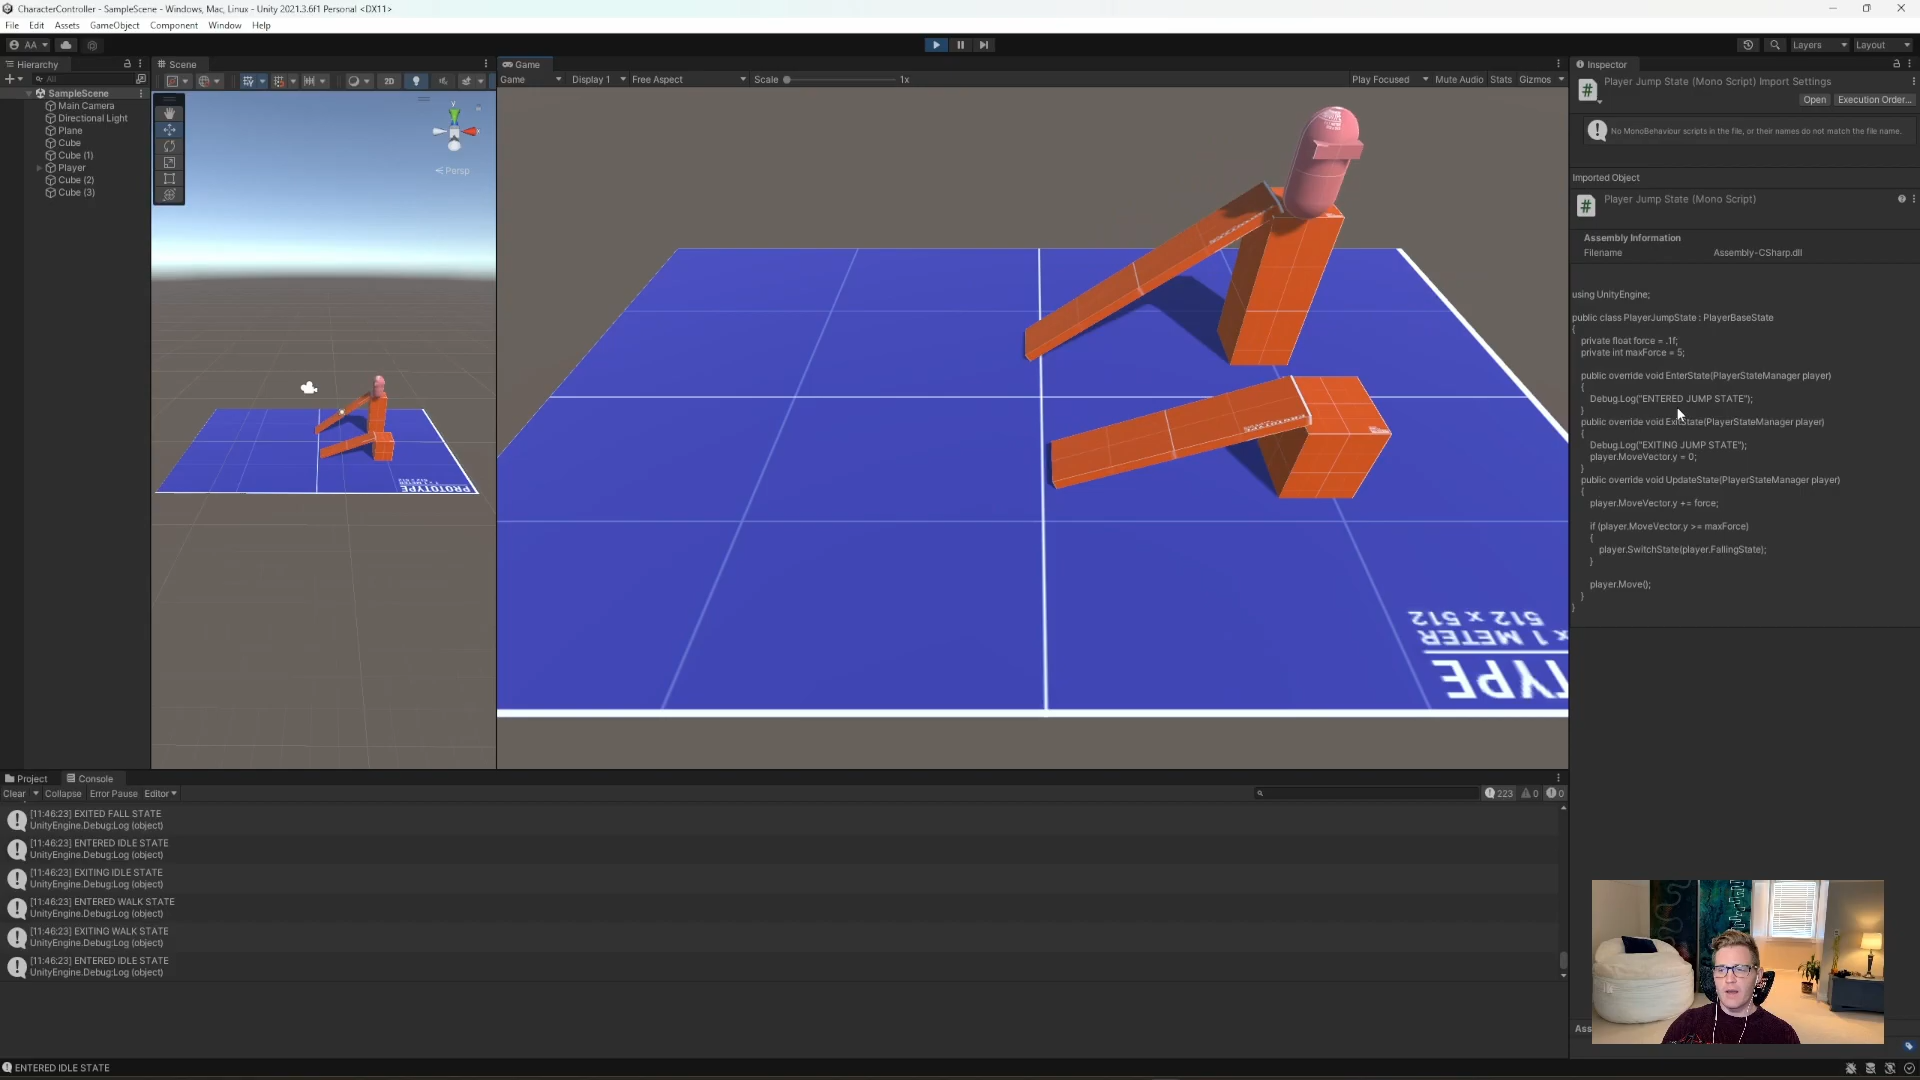 CharacterController - SampleScene - Windows, Mac, Linux - Unity 2021.3.6f1 Personal <DX11>
File Edit Assets GameObject Component Window Help
AA
Layers Layout
Hierarchy
All
SampleScene
Main Camera
Directional Light
Plane
Cube
Cube (1)
Player
Cube (2)
Cube (3)
Scene
2D
y
x
Persp
PROTOTYPE
Game
Game Display 1 Free Aspect Scale 1x Play Focused Mute Audio Stats Gizmos
512 x 512
x 1 METER
TYPE
Inspector
Player Jump State (Mono Script) Import Settings
Open Execution Order...
No MonoBehaviour scripts in the file, or their names do not match the file name.
Imported Object
Player Jump State (Mono Script)
Assembly Information
Filename Assembly-CSharp.dll
using UnityEngine;
public class PlayerJumpState : PlayerBaseState
{
private float force = .1f;
private int maxForce = 5;
public override void EnterState(PlayerStateManager player)
{
Debug.Log("ENTERED JUMP STATE");
}
public override void ExitState(PlayerStateManager player)
{
Debug.Log("EXITING JUMP STATE");
player.MoveVector.y = 0;
}
public override void UpdateState(PlayerStateManager player)
{
player.MoveVector.y += force;
if (player.MoveVector.y >= maxForce)
{
player.SwitchState(player.FallingState);
}
player.Move();
}
}
Project Console
Clear Collapse Error Pause Editor
223 0 0
[11:46:23] EXITED FALL STATE
UnityEngine.Debug:Log (object)
[11:46:23] ENTERED IDLE STATE
UnityEngine.Debug:Log (object)
[11:46:23] EXITING IDLE STATE
UnityEngine.Debug:Log (object)
[11:46:23] ENTERED WALK STATE
UnityEngine.Debug:Log (object)
[11:46:23] EXITING WALK STATE
UnityEngine.Debug:Log (object)
[11:46:23] ENTERED IDLE STATE
UnityEngine.Debug:Log (object)
Ass
ENTERED IDLE STATE